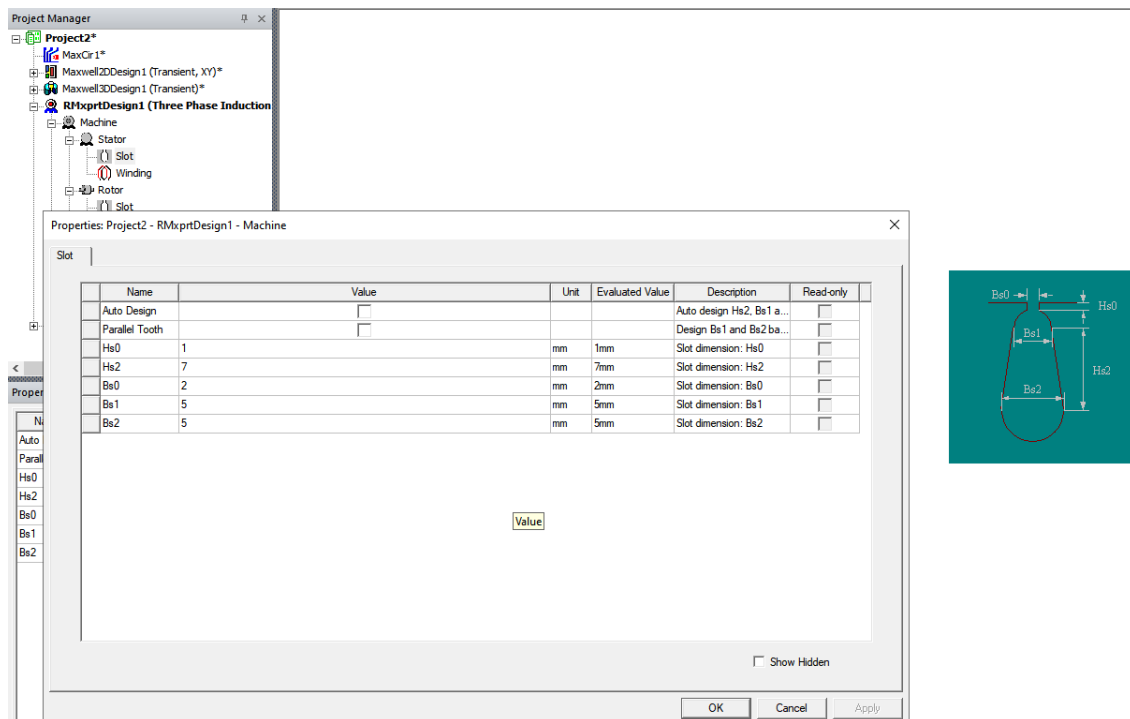 Project Manager
Project2*
MaxCir1*
Maxwell2DDesign1 (Transient, XY)*
Maxwell3DDesign1 (Transient)*
RMxprtDesign1 (Three Phase Induction
Machine
Stator
Slot
Winding
Rotor
Slot
Properties: Project2 - RMxprtDesign1 - Machine
Slot
Name Value Unit Evaluated Value Description Read-only
Auto Design Auto design Hs2, Bs1 a...
Parallel Tooth Design Bs1 and Bs2 ba...
Hs0 1 mm 1mm Slot dimension: Hs0
Hs2 7 mm 7mm Slot dimension: Hs2
Bs0 2 mm 2mm Slot dimension: Bs0
Bs1 5 mm 5mm Slot dimension: Bs1
Bs2 5 mm 5mm Slot dimension: Bs2
Value
Show Hidden
OK Cancel Apply
Proper
Na
Auto
Parall
Hs0
Hs2
Bs0
Bs1
Bs2
Bs0
Hs0
Bs1
Hs2
Bs2